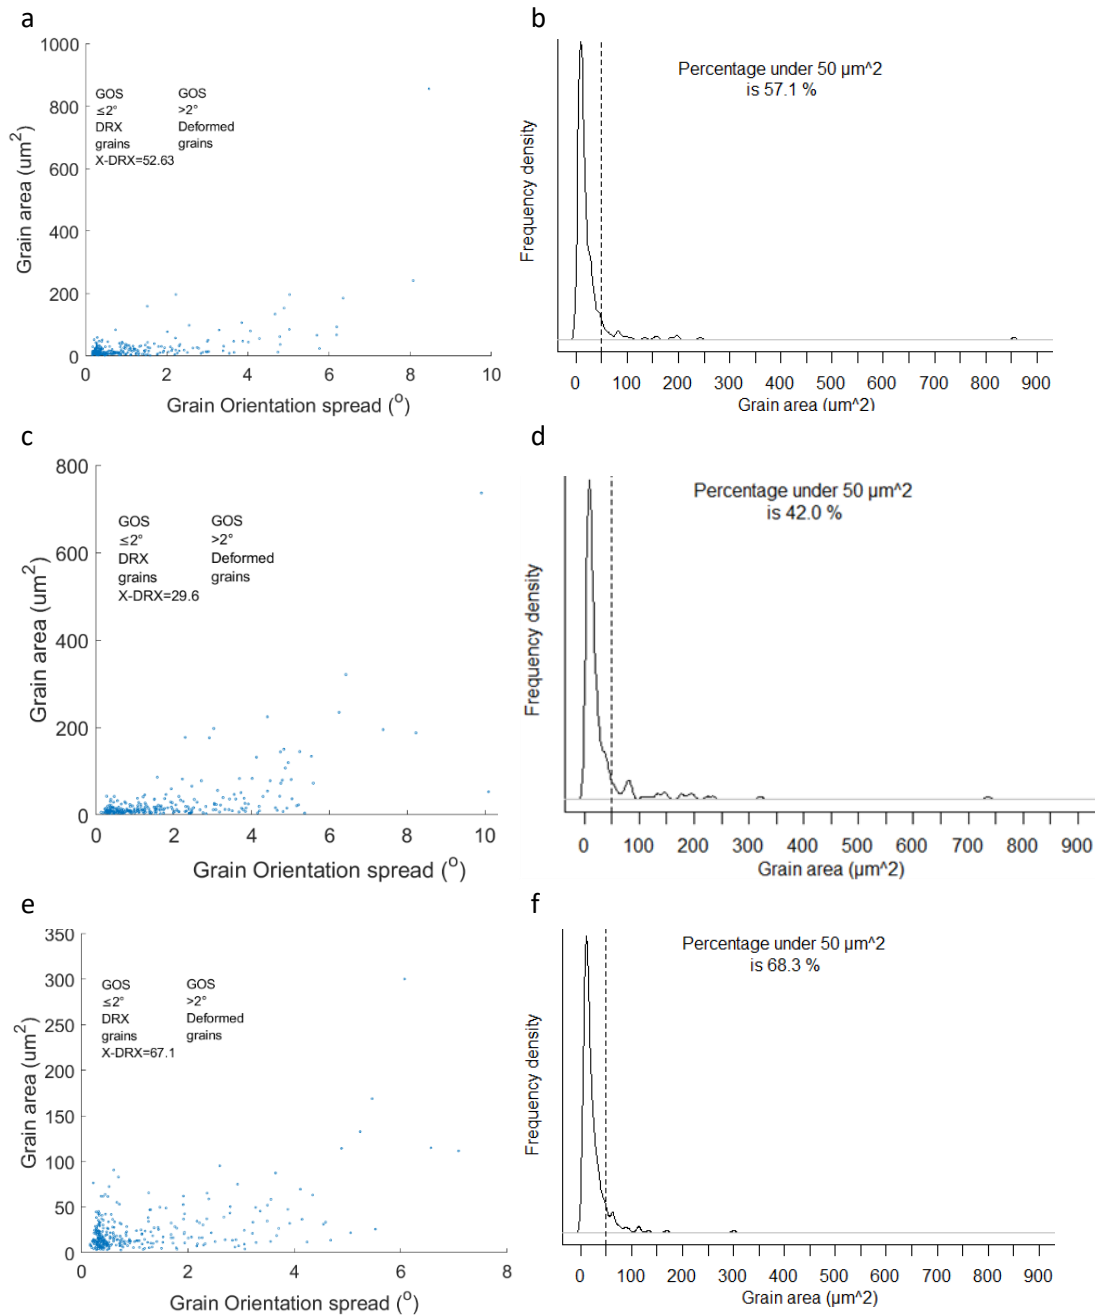 a
1000
800
600
400
200
0
0 2 4 6 8 10
Grain area (um2)
Grain Orientation spread (o)
GOS GOS
≤2° >2°
DRX Deformed
grains grains
X-DRX=52.63
b
Percentage under 50 µm^2
is 57.1 %
Frequency density
0 100 200 300 400 500 600 700 800 900
Grain area (µm^2)
c
800
600
400
200
0
0 2 4 6 8 10
Grain area (um2)
Grain Orientation spread (o)
GOS GOS
≤2° >2°
DRX Deformed
grains grains
X-DRX=29.6
d
Percentage under 50 µm^2
is 42.0 %
Frequency density
0 100 200 300 400 500 600 700 800 900
Grain area (µm^2)
e
350
300
250
200
150
100
50
0
0 2 4 6 8
Grain area (um2)
Grain Orientation spread (o)
GOS GOS
≤2° >2°
DRX Deformed
grains grains
X-DRX=67.1
f
Percentage under 50 µm^2
is 68.3 %
Frequency density
0 100 200 300 400 500 600 700 800 900
Grain area (µm^2)